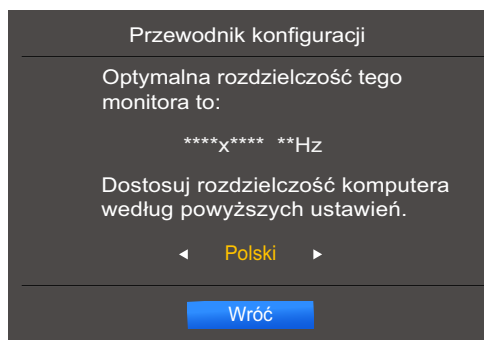 Przewodnik konfiguracji
Optymalna rozdzielczość tego
monitora to:
****x**** **Hz
Dostosuj rozdzielczość komputera
według powyższych ustawień.
Polski
Wróć